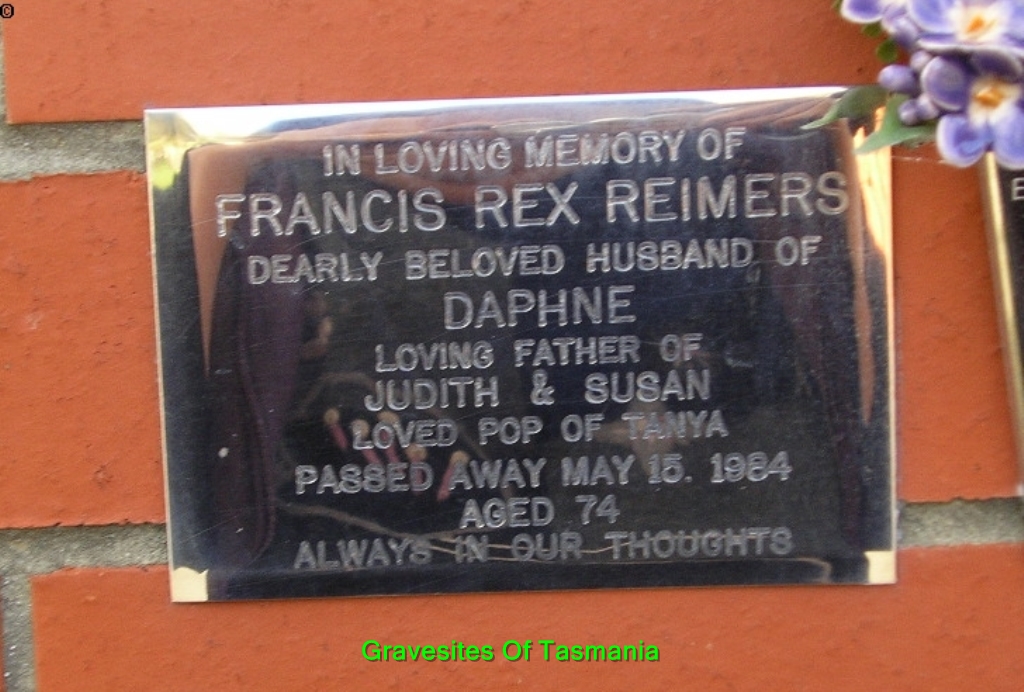 ©
IN LOVING MEMORY OF
FRANCIS REX REIMERS
DEARLY BELOVED HUSBAND OF
DAPHNE
LOVING FATHER OF
JUDITH & SUSAN
LOVED POP OF TANYA
PASSED AWAY MAY 15. 1984
AGED 74
ALWAYS IN OUR THOUGHTS
Gravesites Of Tasmania